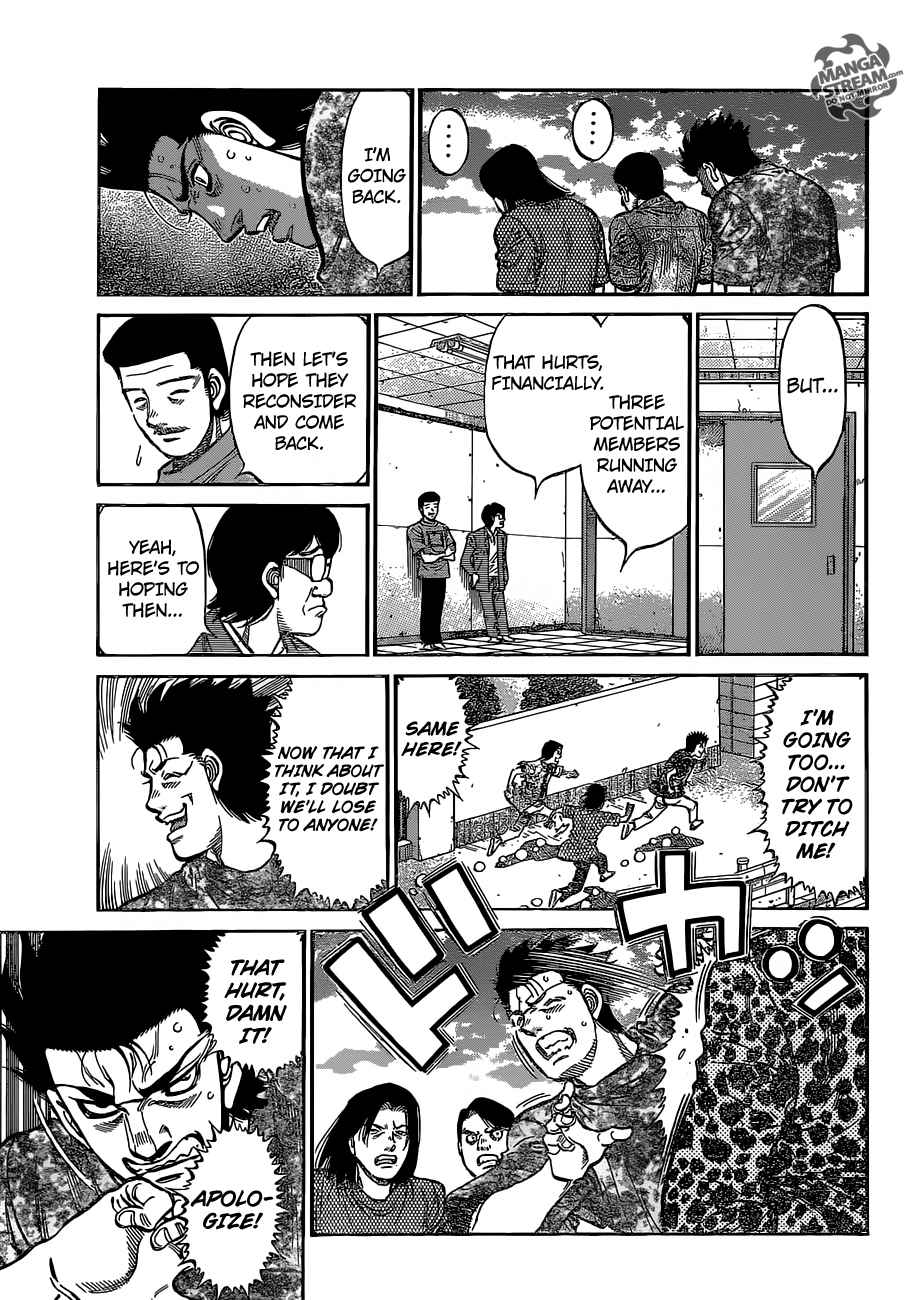 MANGA
STREAM.com
DO NOT MIRROR
....
....
I'M
GOING
BACK.
BUT...
THAT HURTS,
FINANCIALLY.
THREE
POTENTIAL
MEMBERS
RUNNING
AWAY...
THEN LET'S
HOPE THEY
RECONSIDER
AND COME
BACK.
YEAH,
HERE'S TO
HOPING
THEN...
I'M
GOING
TOO...
DON'T
TRY TO
DITCH
ME!
SAME
HERE!
NOW THAT I
THINK ABOUT
IT, I DOUBT
WE'LL LOSE
TO ANYONE!
ドカッ
THAT
HURT,
DAMN
IT!
APOLO-
GIZE!